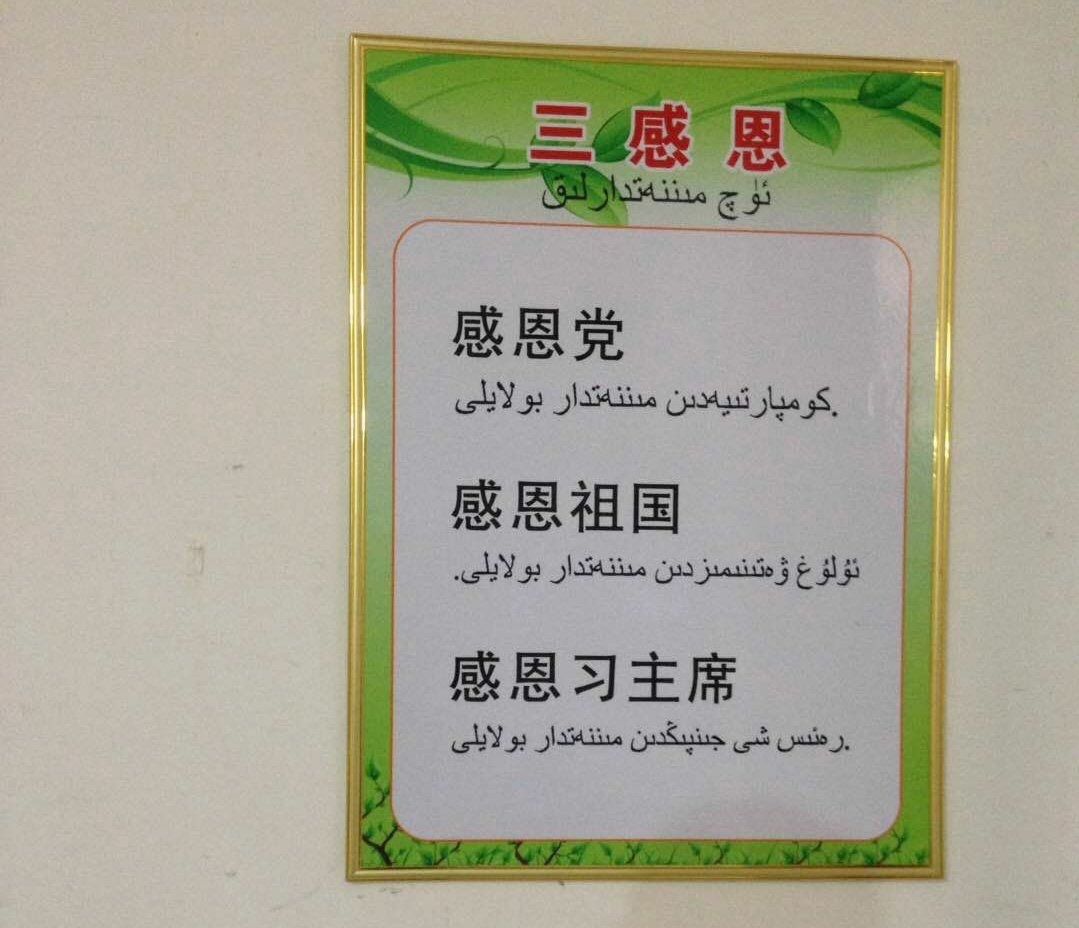 三感恩
ئۈچ مىننەتدارلىق
感恩党
كومپارتىيەدىن مىننەتدار بولايلى.
感恩祖国
ئۇلۇغ ۋەتىنىمىزدىن مىننەتدار بولايلى.
感恩习主席
رەئىس شى جىنپىڭدىن مىننەتدار بولايلى.